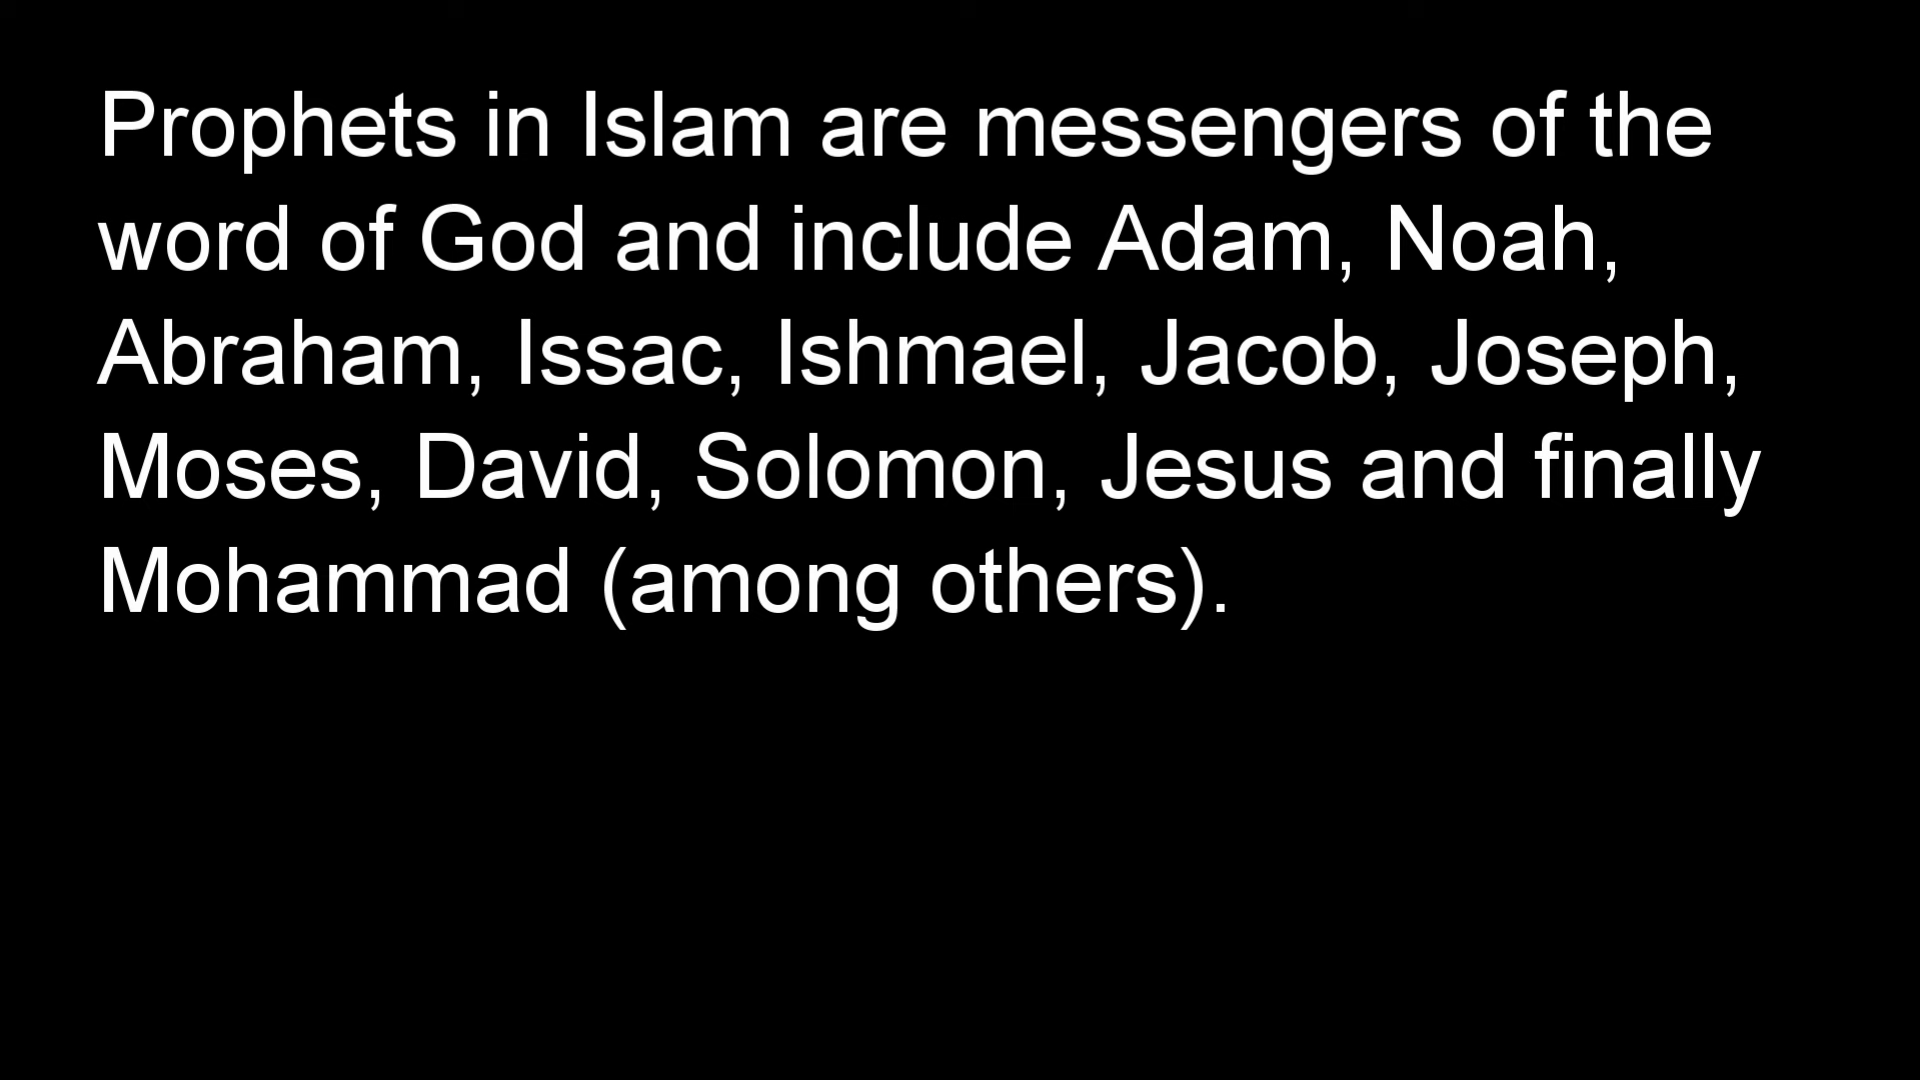 Prophets in Islam are messengers of the
word of God and include Adam, Noah,
Abraham, Issac, Ishmael, Jacob, Joseph,
Moses, David, Solomon, Jesus and finally
Mohammad (among others).